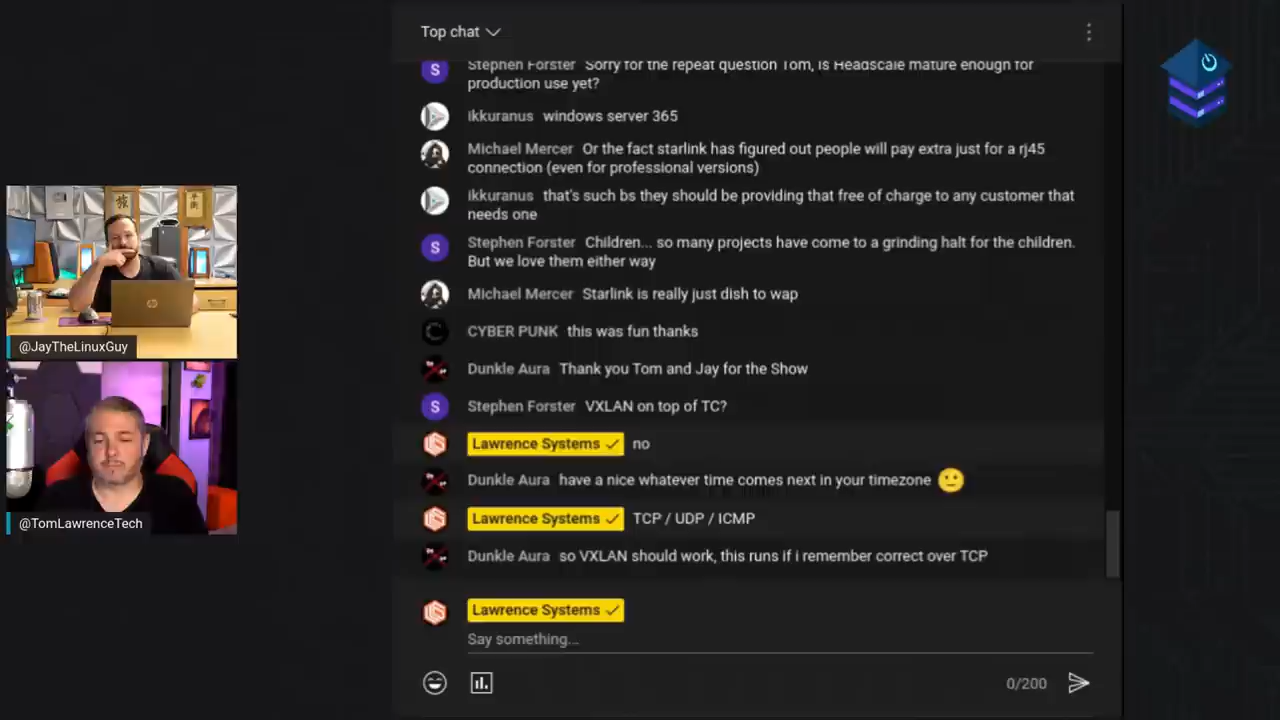 Top chat
Stephen Forster Sorry for the repeat question Tom, is Headscale mature enough for
production use yet?
Ikkuranus windows server 365
Michael Mercer Or the fact starlink has figured out people will pay extra just for a rj45
connection (even for professional versions)
Ikkuranus that's such bs they should be providing that free of charge to any customer that
needs one
Stephen Forster Children... so many projects have come to a grinding halt for the children.
But we love them either way
Michael Mercer Starlink is really just dish to wap
CYBER PUNK this was fun thanks
Dunkle Aura Thank you Tom and Jay for the Show
Stephen Forster VXLAN on top of TC?
Lawrence Systems no
Dunkle Aura have a nice whatever time comes next in your timezone
Lawrence Systems TCP / UDP / ICMP
Dunkle Aura so VXLAN should work, this runs if i remember correct over TCP
Lawrence Systems
Say something...
0/200
@JayTheLinuxGuy
@TomLawrenceTech